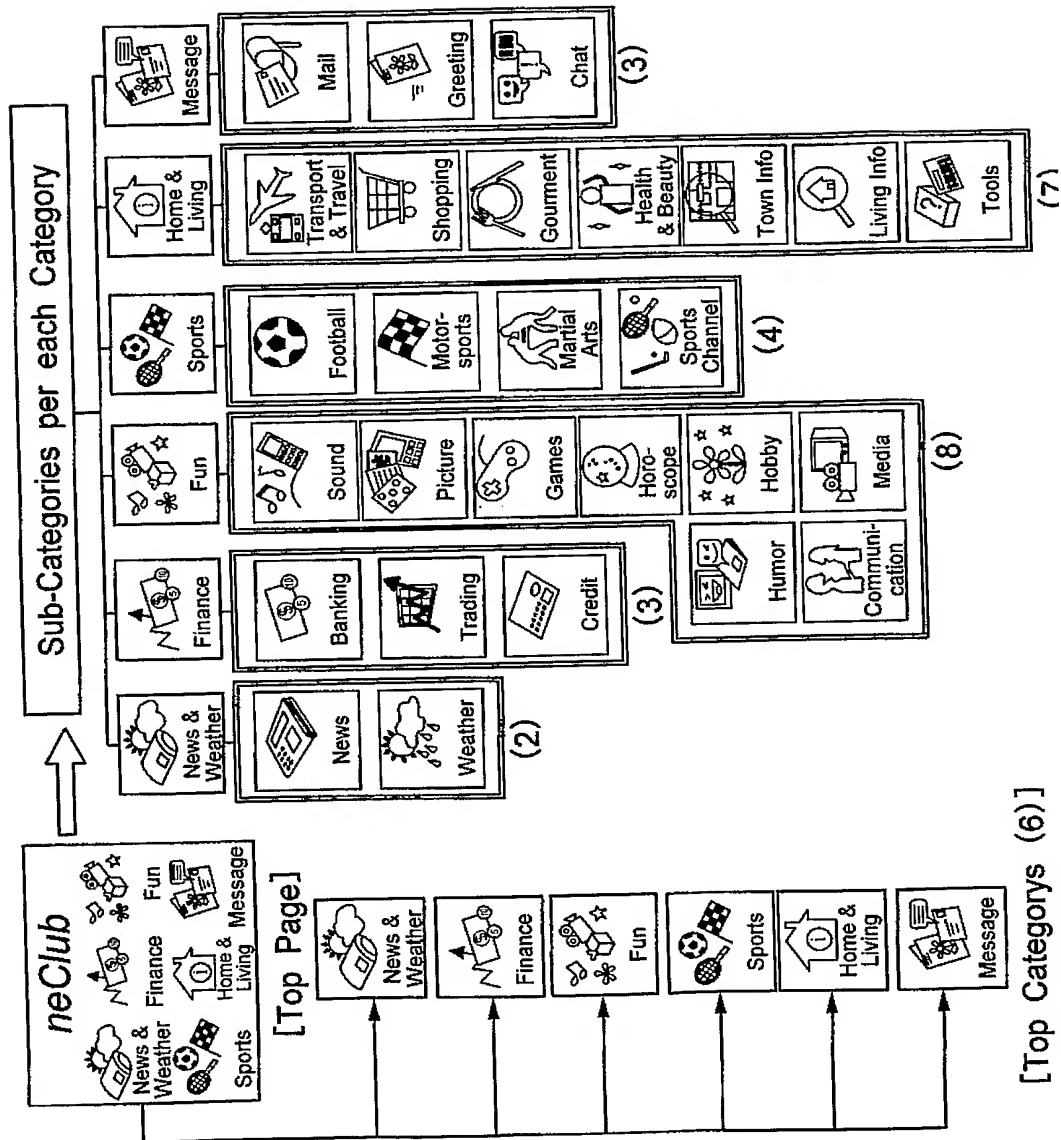 neClub
News &
Weather
Finance
Fun
Sports
Home &
Living
Message
[Top Page]
News &
Weather
Finance
Fun
Sports
Home &
Living
Message
[Top Categorys (6)]
Sub-Categories per each Category
News &
Weather
News
Weather
(2)
Finance
Banking
Trading
Credit
(3)
Fun
Sound
Picture
Games
Horo-
scope
Hobby
Media
Humor
Communi-
cation
(8)
Sports
Football
Motor-
sports
Martial
Arts
Sports
Channel
(4)
Home &
Living
Transport
& Travel
Shopping
Gourment
Health
& Beauty
Town Info
Living Info
Tools
(7)
Message
Mail
Greeting
Chat
(3)